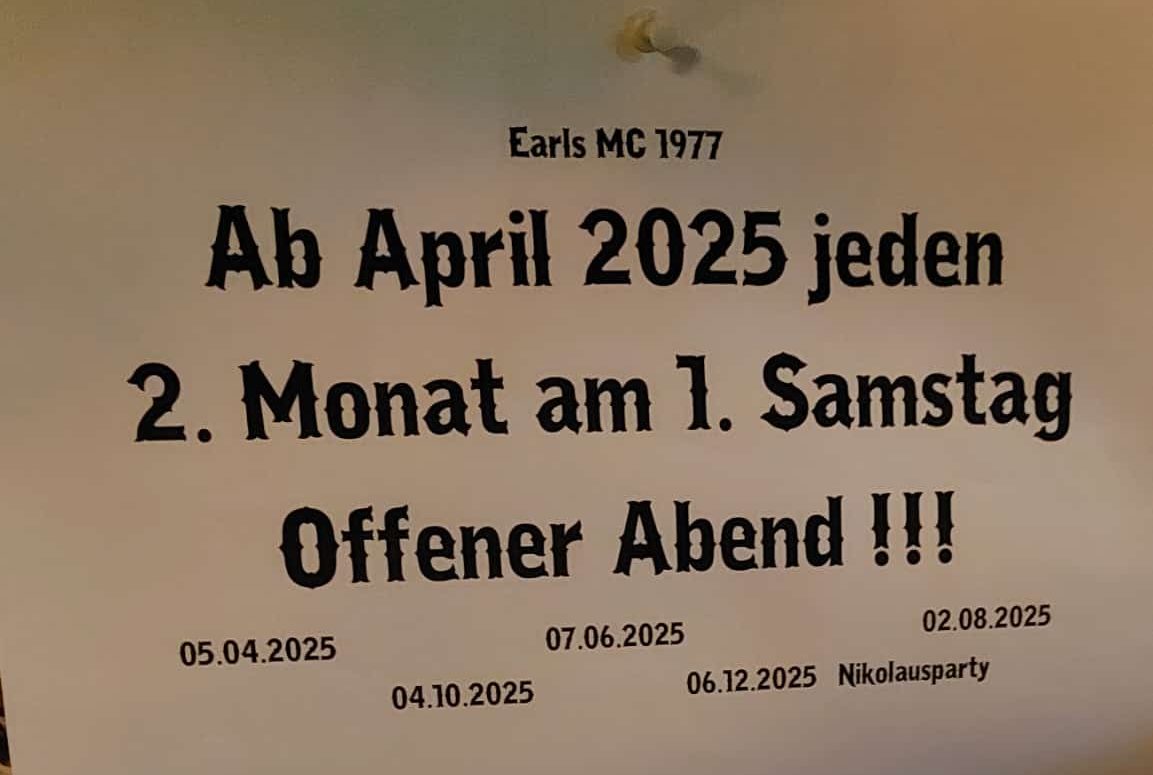 Earls MC 1977
Ab April 2025 jeden
2. Monat am 1. Samstag
Offener Abend !!!
05.04.2025 07.06.2025 02.08.2025
04.10.2025 06.12.2025 Nikolausparty